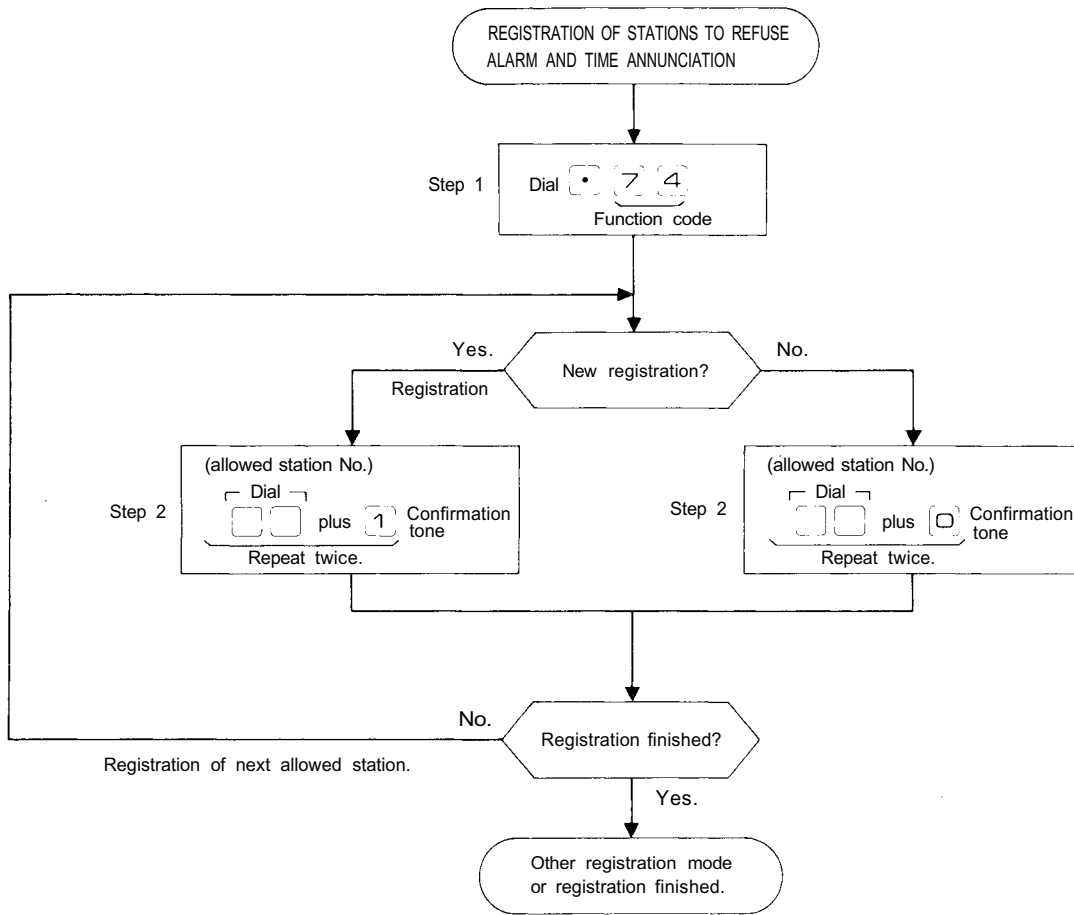 REGISTRATION OF STATIONS TO REFUSE
ALARM AND TIME ANNUNCIATION
Step 1
Dial • 7 4
Function code
New registration?
Yes.
No.
Registration
Step 2
(allowed station No.)
Dial
plus 1 Confirmation
tone
Repeat twice.
Step 2
(allowed station No.)
Dial
plus 0 Confirmation
tone
Repeat twice.
Registration finished?
No.
Registration of next allowed station.
Yes.
Other registration mode
or registration finished.